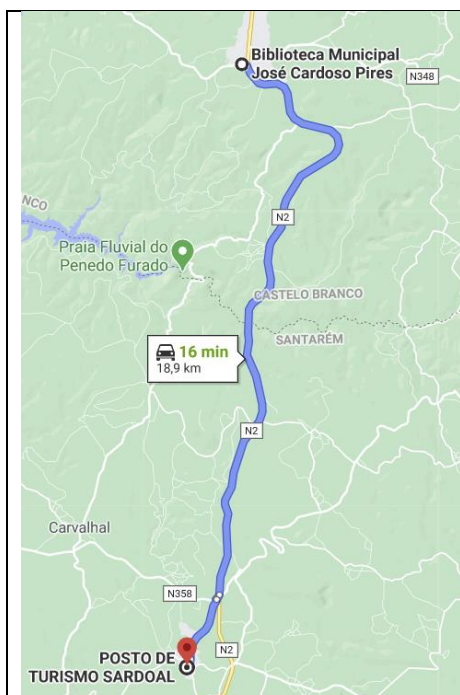 Biblioteca Municipal
José Cardoso Pires
N348
N2
NCO
Praia Fluvial do
Penedo Furado
CASTELO BRANCO
SANTARÉM
16 min
18,9 km
N2
Carvalhal
N358
POSTO DE
TURISMO SARDOAL
N2